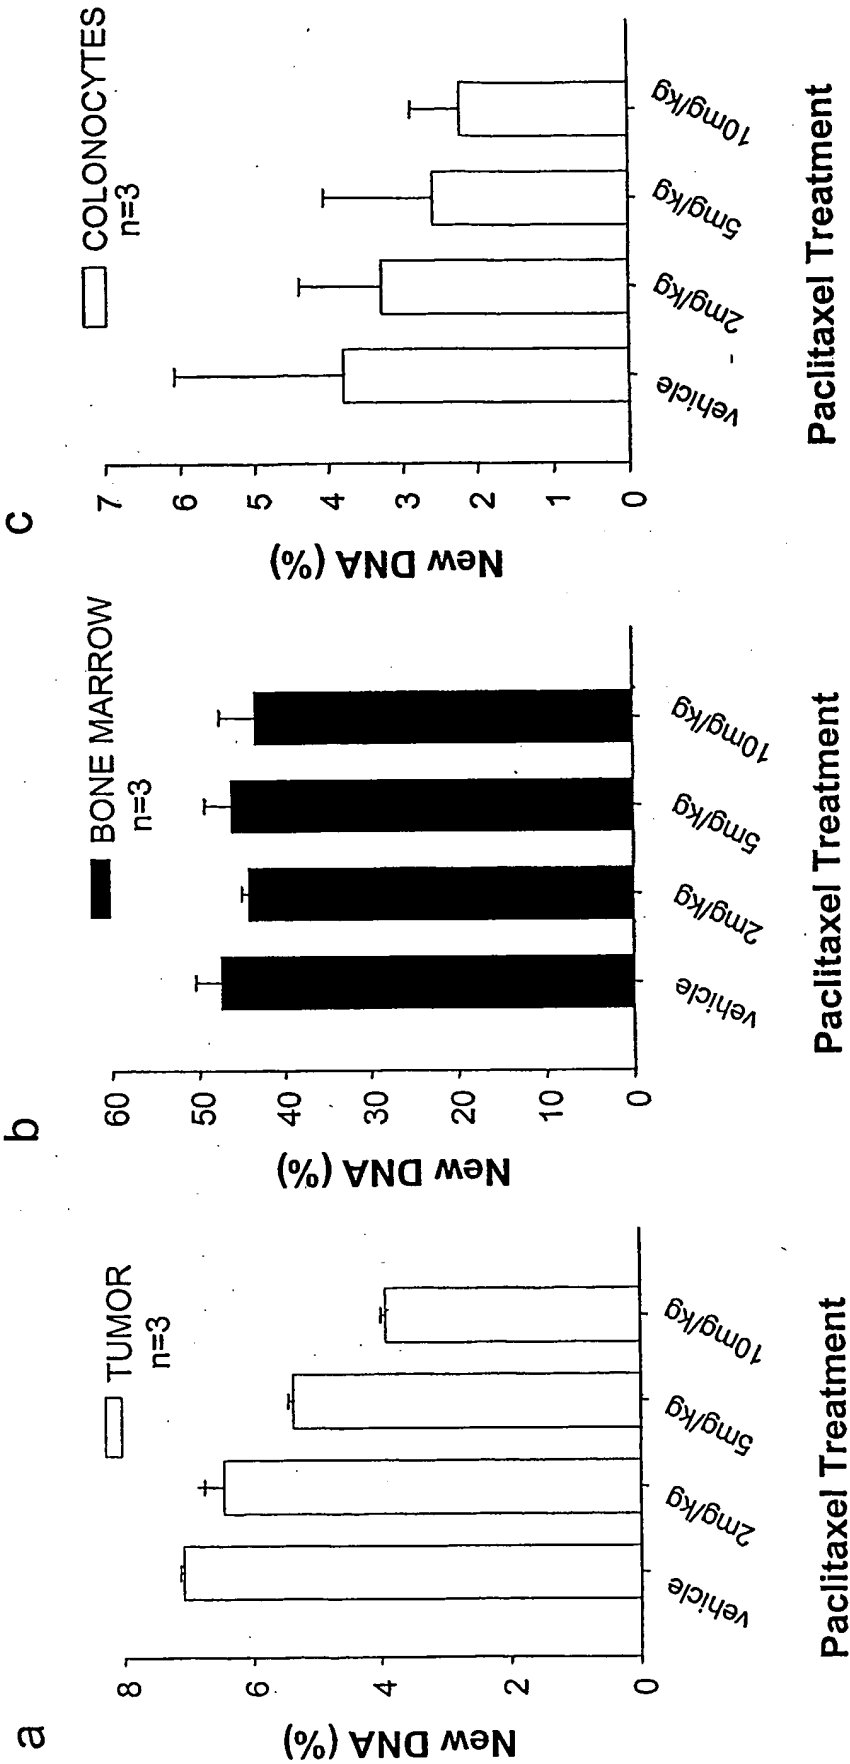 a
TUMOR
n=3
New DNA (%)
8
6
4
2
0
vehicle
2mg/kg
5mg/kg
10mg/kg
Paclitaxel Treatment
b
BONE MARROW
n=3
New DNA (%)
60
50
40
30
20
10
0
vehicle
2mg/kg
5mg/kg
10mg/kg
Paclitaxel Treatment
c
COLONOCYTES
n=3
New DNA (%)
7
6
5
4
3
2
1
0
vehicle
2mg/kg
5mg/kg
10mg/kg
Paclitaxel Treatment